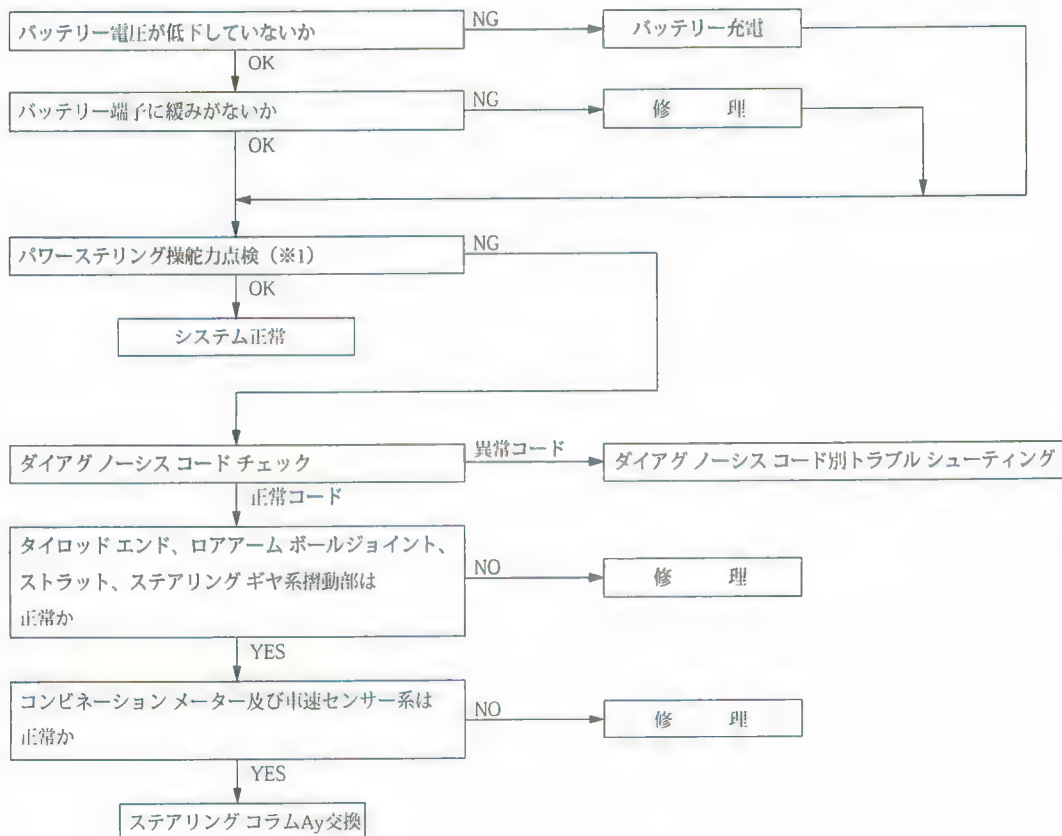 バッテリー電圧が低下していないか
NG
バッテリー充電
OK
バッテリー端子に緩みがないか
NG
修 理
OK
パワーステリング操舵力点検（※1）
NG
OK
システム正常
ダイアグ ノーシス コード チェック
異常コード
ダイアグ ノーシス コード別トラブル シューティング
正常コード
タイロッド エンド、ロアアーム ボールジョイント、
ストラット、ステアリング ギヤ系摺動部は
正常か
NO
修 理
YES
コンビネーション メーター及び車速センサー系は
正常か
NO
修 理
YES
ステアリング コラムAy交換